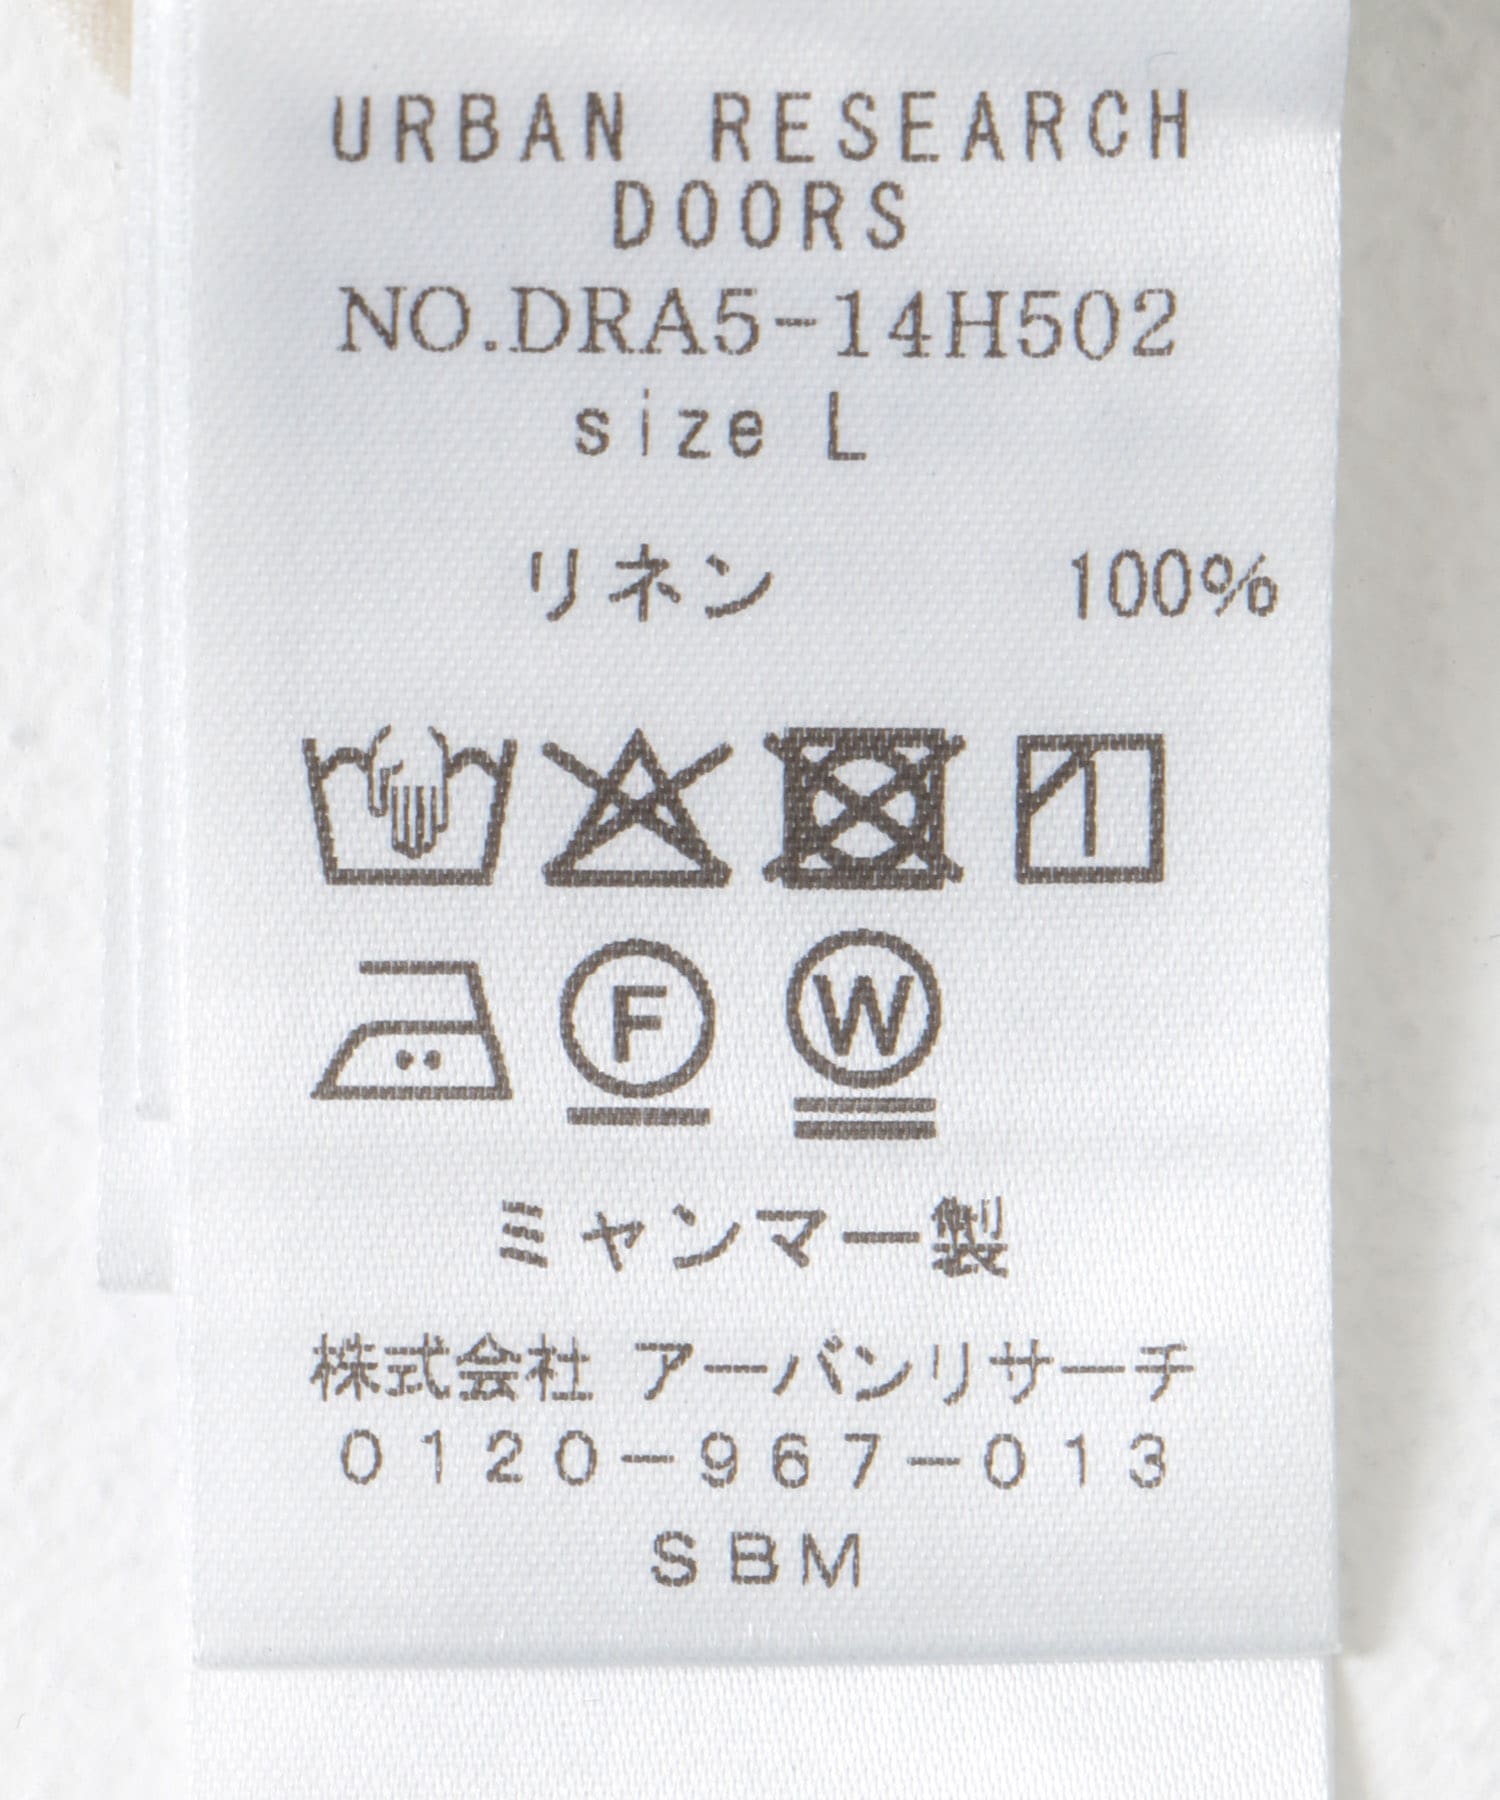 URBAN RESEARCH
DOORS
NO.DRA5-14H502
size L
リネン 100%
F W
ミャンマー製
株式会社 アーバンリサーチ
0120-967-013
SBM